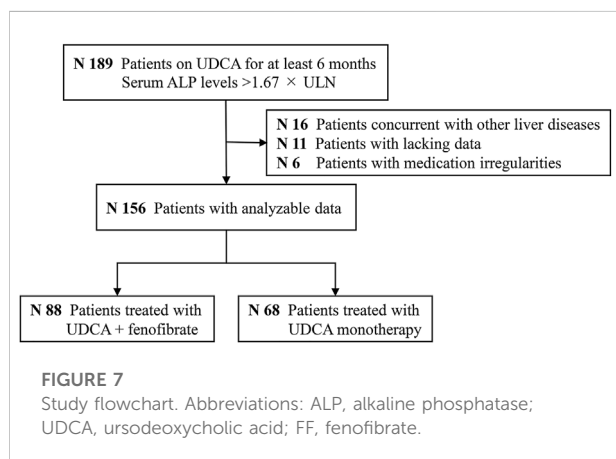 N 189 Patients on UDCA for at least 6 months
Serum ALP levels >1.67 × ULN
N 16 Patients concurrent with other liver diseases
N 11 Patients with lacking data
N 6 Patients with medication irregularities
N 156 Patients with analyzable data
N 88 Patients treated with
UDCA + fenofibrate
N 68 Patients treated with
UDCA monotherapy
FIGURE 7
Study flowchart. Abbreviations: ALP, alkaline phosphatase;
UDCA, ursodeoxycholic acid; FF, fenofibrate.